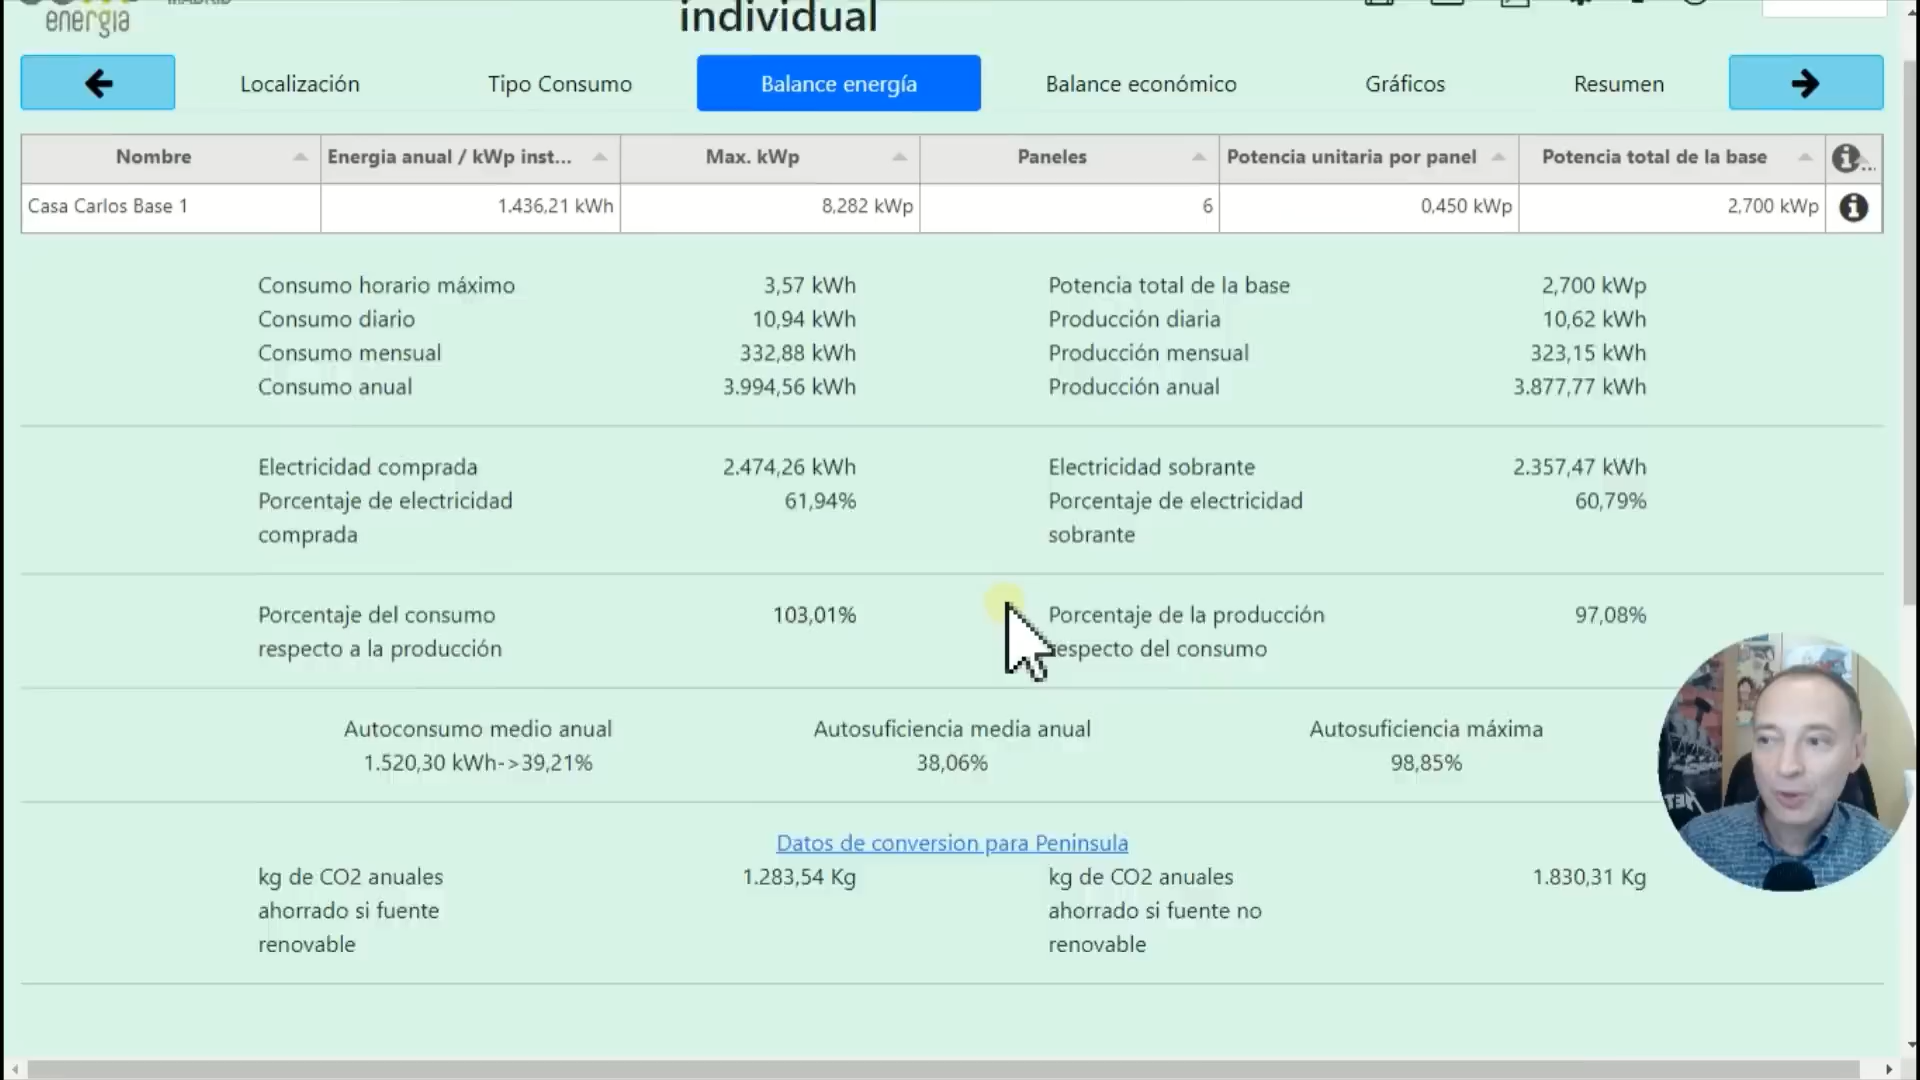 energía
individual
Localización
Tipo Consumo
Balance energía
Balance económico
Gráficos
Resumen
Nombre
Energia anual / kWp inst...
Max. kWp
Paneles
Potencia unitaria por panel
Potencia total de la base
Casa Carlos Base 1
1.436,21 kWh
8,282 kWp
6
0,450 kWp
2,700 kWp
Consumo horario máximo 3,57 kWh
Potencia total de la base 2,700 kWp
Consumo diario 10,94 kWh
Producción diaria 10,62 kWh
Consumo mensual 332,88 kWh
Producción mensual 323,15 kWh
Consumo anual 3.994,56 kWh
Producción anual 3.877,77 kWh
Electricidad comprada 2.474,26 kWh
Electricidad sobrante 2.357,47 kWh
Porcentaje de electricidad 61,94%
comprada
Porcentaje de electricidad 60,79%
sobrante
Porcentaje del consumo 103,01%
respecto a la producción
Porcentaje de la producción 97,08%
respecto del consumo
Autoconsumo medio anual
1.520,30 kWh->39,21%
Autosuficiencia media anual
38,06%
Autosuficiencia máxima
98,85%
Datos de conversion para Peninsula
kg de CO2 anuales 1.283,54 Kg
ahorrado si fuente
renovable
kg de CO2 anuales 1.830,31 Kg
ahorrado si fuente no
renovable